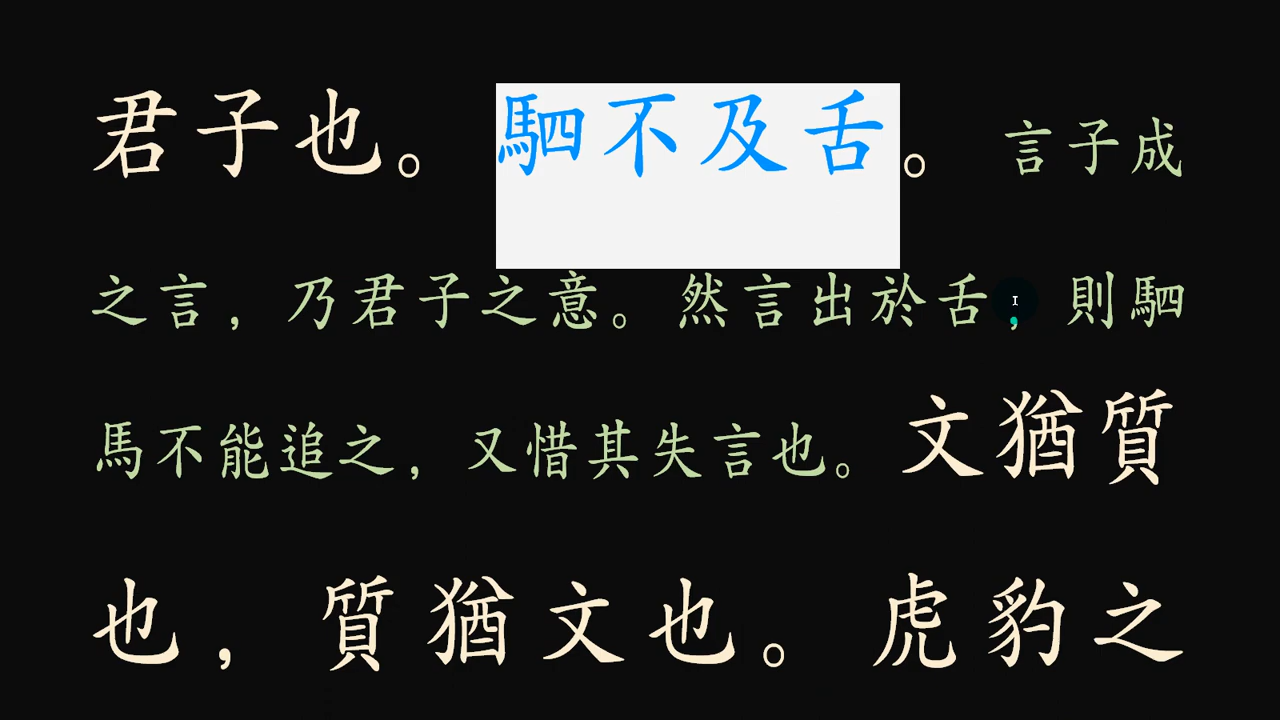 君子也。駟不及舌。言子成
之言，乃君子之意。然言出於舌，則駟
馬不能追之，又惜其失言也。文猶質
也，質猶文也。虎豹之